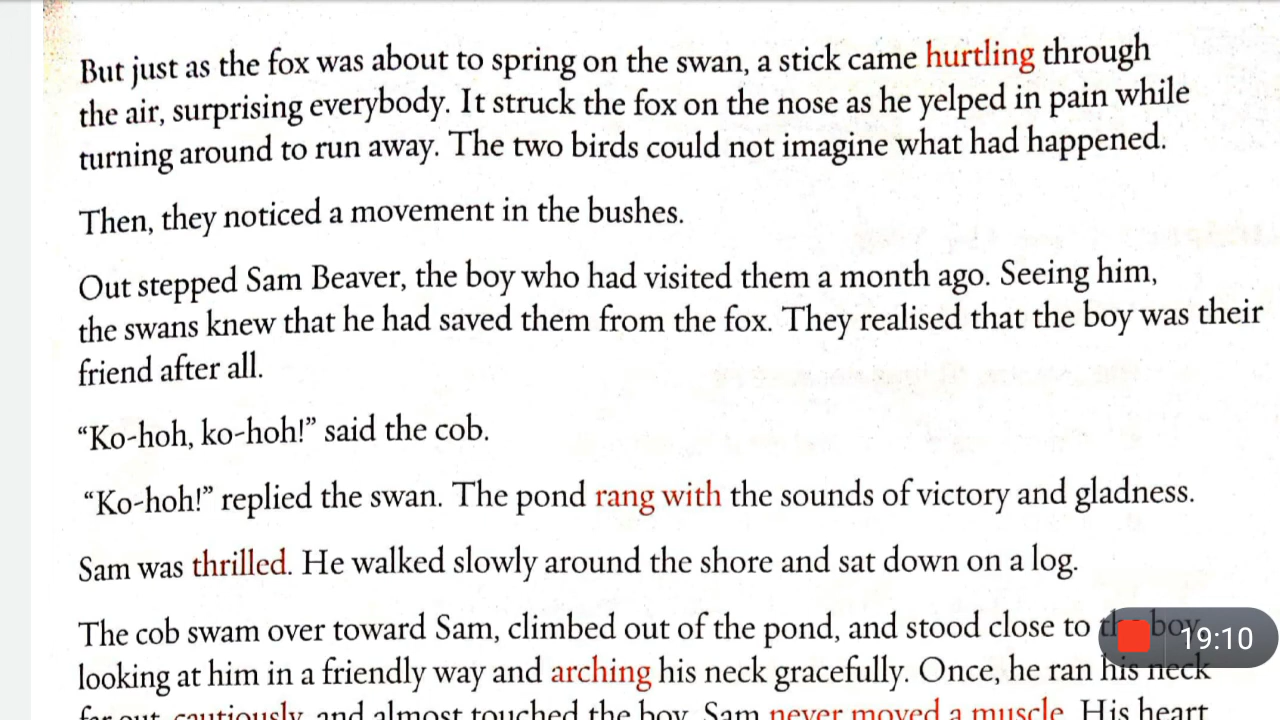 But just as the fox was about to spring on the swan, a stick came hurtling through
the air, surprising everybody. It struck the fox on the nose as he yelped in pain while
turning around to run away. The two birds could not imagine what had happened.
Then, they noticed a movement in the bushes.
Out stepped Sam Beaver, the boy who had visited them a month ago. Seeing him,
the swans knew that he had saved them from the fox. They realised that the boy was their
friend after all.
“Ko-hoh, ko-hoh!” said the cob.
“Ko-hoh!” replied the swan. The pond rang with the sounds of victory and gladness.
Sam was thrilled. He walked slowly around the shore and sat down on a log.
The cob swam over toward Sam, climbed out of the pond, and stood close to the boy
19:10
looking at him in a friendly way and arching his neck gracefully. Once, he ran his neck
far out, cautiously, and almost touched the boy. Sam never moved a muscle. His heart